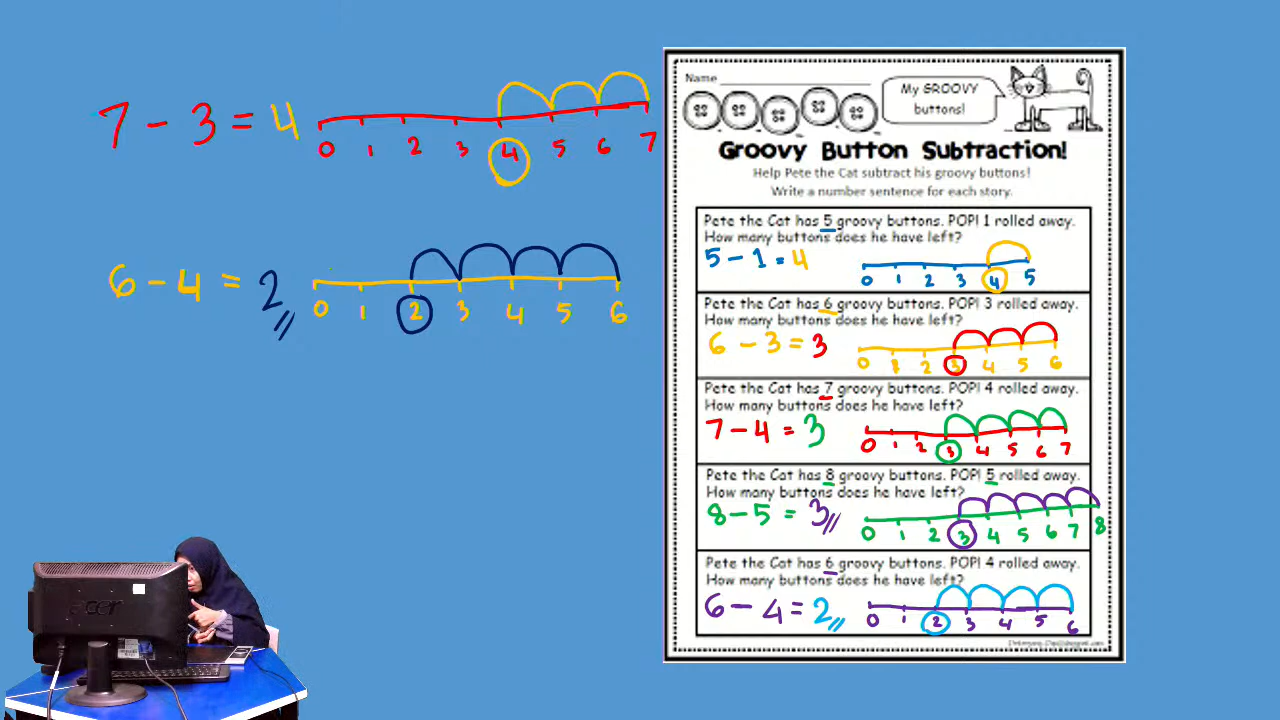 7 - 3 = 4
0 1 2 3 4 5 6 7
6 - 4 = 2
0 1 2 3 4 5 6
Name
My GROOVY
buttons!
Groovy Button Subtraction!
Help Pete the Cat subtract his groovy buttons!
Write a number sentence for each story.
Pete the Cat has 5 groovy buttons. POP! 1 rolled away.
How many buttons does he have left?
5 - 1 = 4
0 1 2 3 4 5
Pete the Cat has 6 groovy buttons. POP! 3 rolled away.
How many buttons does he have left?
6 - 3 = 3
0 1 2 3 4 5 6
Pete the Cat has 7 groovy buttons. POP! 4 rolled away.
How many buttons does he have left?
7 - 4 = 3
0 1 2 3 4 5 6 7
Pete the Cat has 8 groovy buttons. POP! 5 rolled away.
How many buttons does he have left?
8 - 5 = 3
0 1 2 3 4 5 6 7 8
Pete the Cat has 6 groovy buttons. POP! 4 rolled away.
How many buttons does he have left?
6 - 4 = 2
0 1 2 3 4 5 6
acer